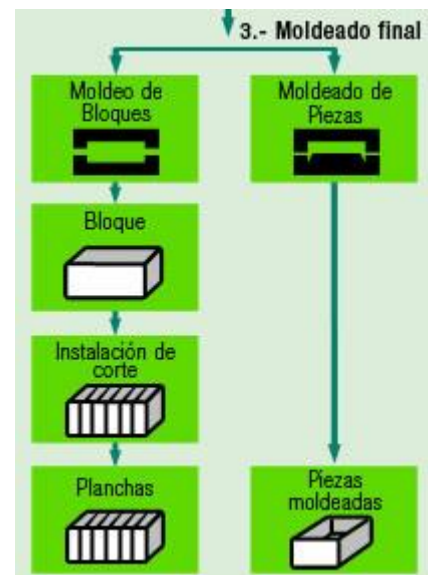 3.- Moldeado final
Moldeo de
Bloques
Moldeado de
Piezas
Bloque
Instalación de
corte
Planchas
Piezas
moldeadas